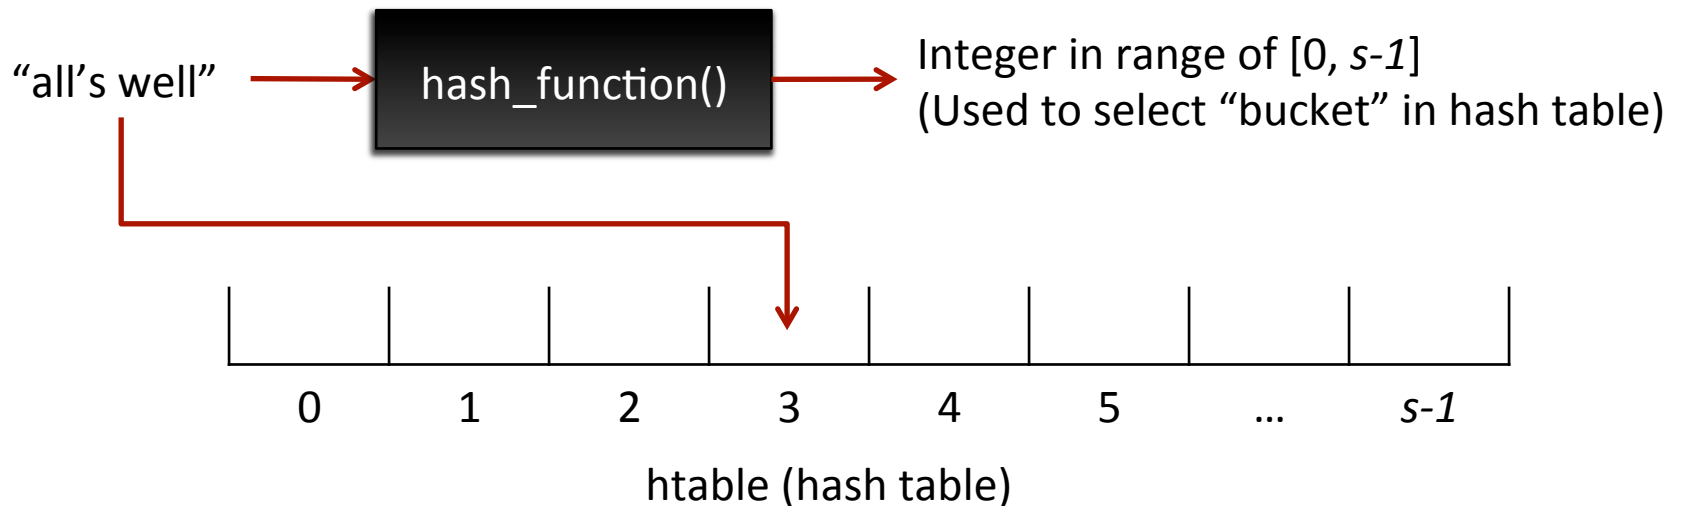 “all's well”
hash_function()
Integer in range of [0, s-1]
(Used to select “bucket” in hash table)
0 1 2 3 4 5 … s-1
htable (hash table)